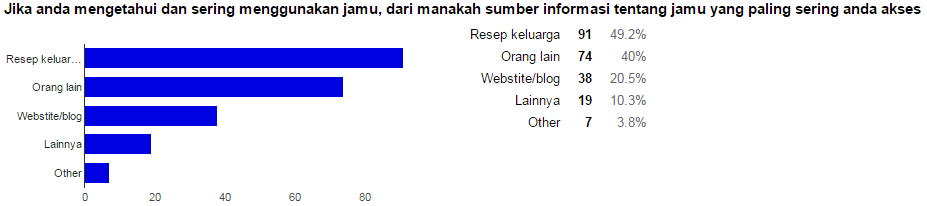 Jika anda mengetahui dan sering menggunakan jamu, dari manakah sumber informasi tentang jamu yang paling sering anda akses
Resep keluar…
Orang lain
Webstite/blog
Lainnya
Other
0 20 40 60 80
Resep keluarga 91 49.2%
Orang lain 74 40%
Webstite/blog 38 20.5%
Lainnya 19 10.3%
Other 7 3.8%